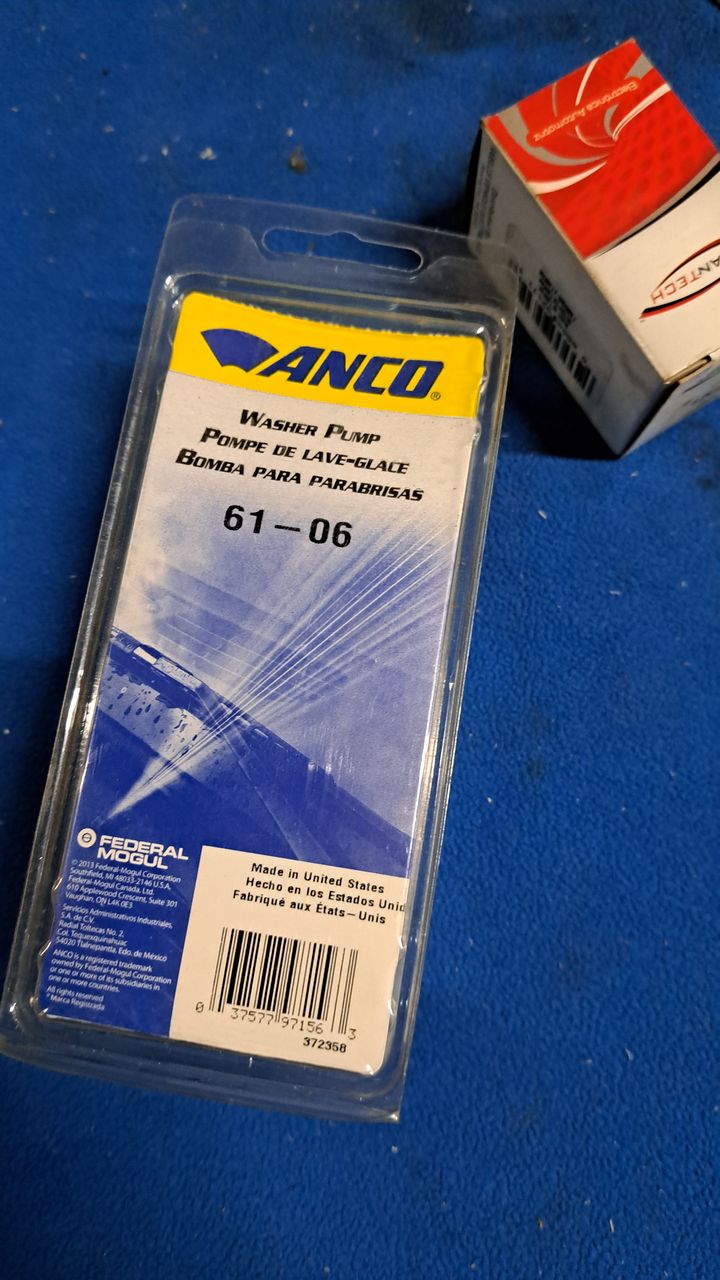 ANCO®
WASHER PUMP
POMPE DE LAVE-GLACE
BOMBA PARA PARABRISAS
61-06
FEDERAL
MOGUL
© 2013 Federal-Mogul Corporation
Southfield, MI 48033-2146 U.S.A.
Federal-Mogul Canada. Ltd.
610 Applewood Crescent, Suite 301
Vaughan, ON L4K 0E3
Servicios Administrativos Industriales,
S.A. de C.V.
Radial Toltecas No. 2,
Col. Tequexquinahuac
54020 Tlalnepantla, Edo. de México
ANCO is a registered trademark
owned by Federal-Mogul Corporation
or one or more of its subsidiaries in
one or more countries.
All rights reserved
® Marca Registrada
Made in United States
Hecho en los Estados Unid
Fabriqué aux États-Unis
0 37577 97156 3
372358
Electrónica Automotriz
ANTECH